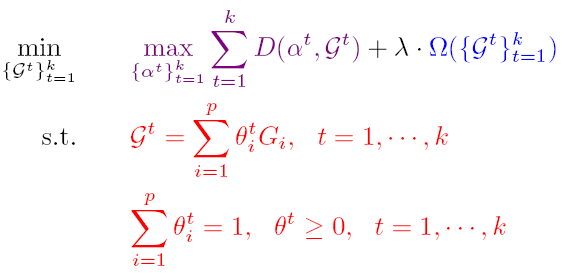 \min_{\{\mathcal{G}^t\}_{t=1}^k} \max_{\{\alpha^t\}_{t=1}^k} \sum_{t=1}^{k} D(\alpha^t, \mathcal{G}^t) + \lambda \cdot \Omega(\{\mathcal{G}^t\}_{t=1}^k)
s.t. \mathcal{G}^t = \sum_{i=1}^{p} \theta_i^t G_i, \ t = 1, \cdots, k
\sum_{i=1}^{p} \theta_i^t = 1, \ \theta^t \geq 0, \ t = 1, \cdots, k